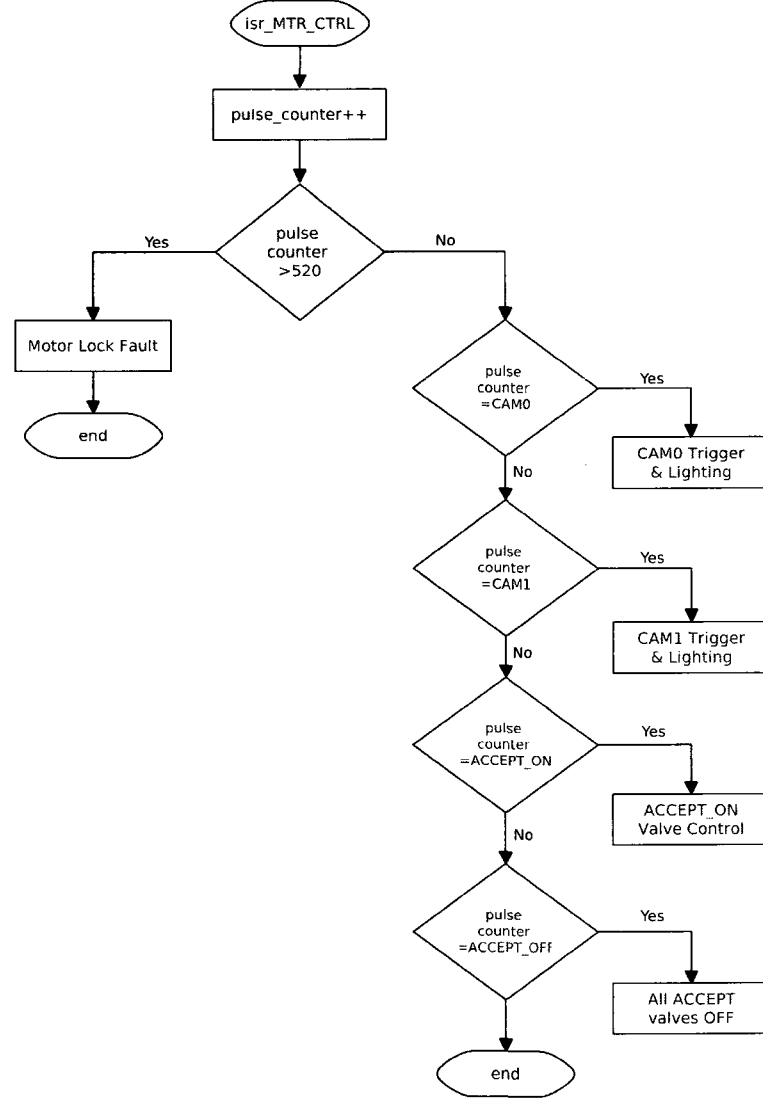 isr_MTR_CTRL
pulse_counter++
pulse
counter
>520
Yes
No
Motor Lock Fault
end
pulse
counter
=CAM0
Yes
CAM0 Trigger
& Lighting
No
pulse
counter
=CAM1
Yes
CAM1 Trigger
& Lighting
No
pulse
counter
=ACCEPT_ON
Yes
ACCEPT_ON
Valve Control
No
pulse
counter
=ACCEPT_OFF
Yes
All ACCEPT
valves OFF
end